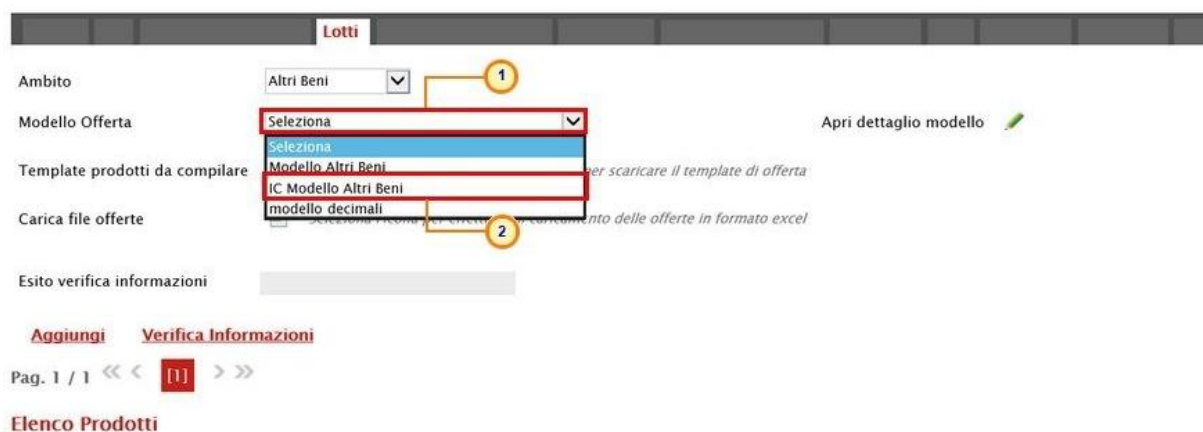 Lotti
Ambito
Altri Beni
1
Modello Offerta
Seleziona
Apri dettaglio modello
Seleziona
Template prodotti da compilare
Modello Altri Beni
per scaricare il template di offerta
IC Modello Altri Beni
Carica file offerte
modello decimali
delle offerte in formato excel
2
Esito verifica informazioni
Aggiungi Verifica Informazioni
Pag. 1 / 1 << < [1] > >>
Elenco Prodotti